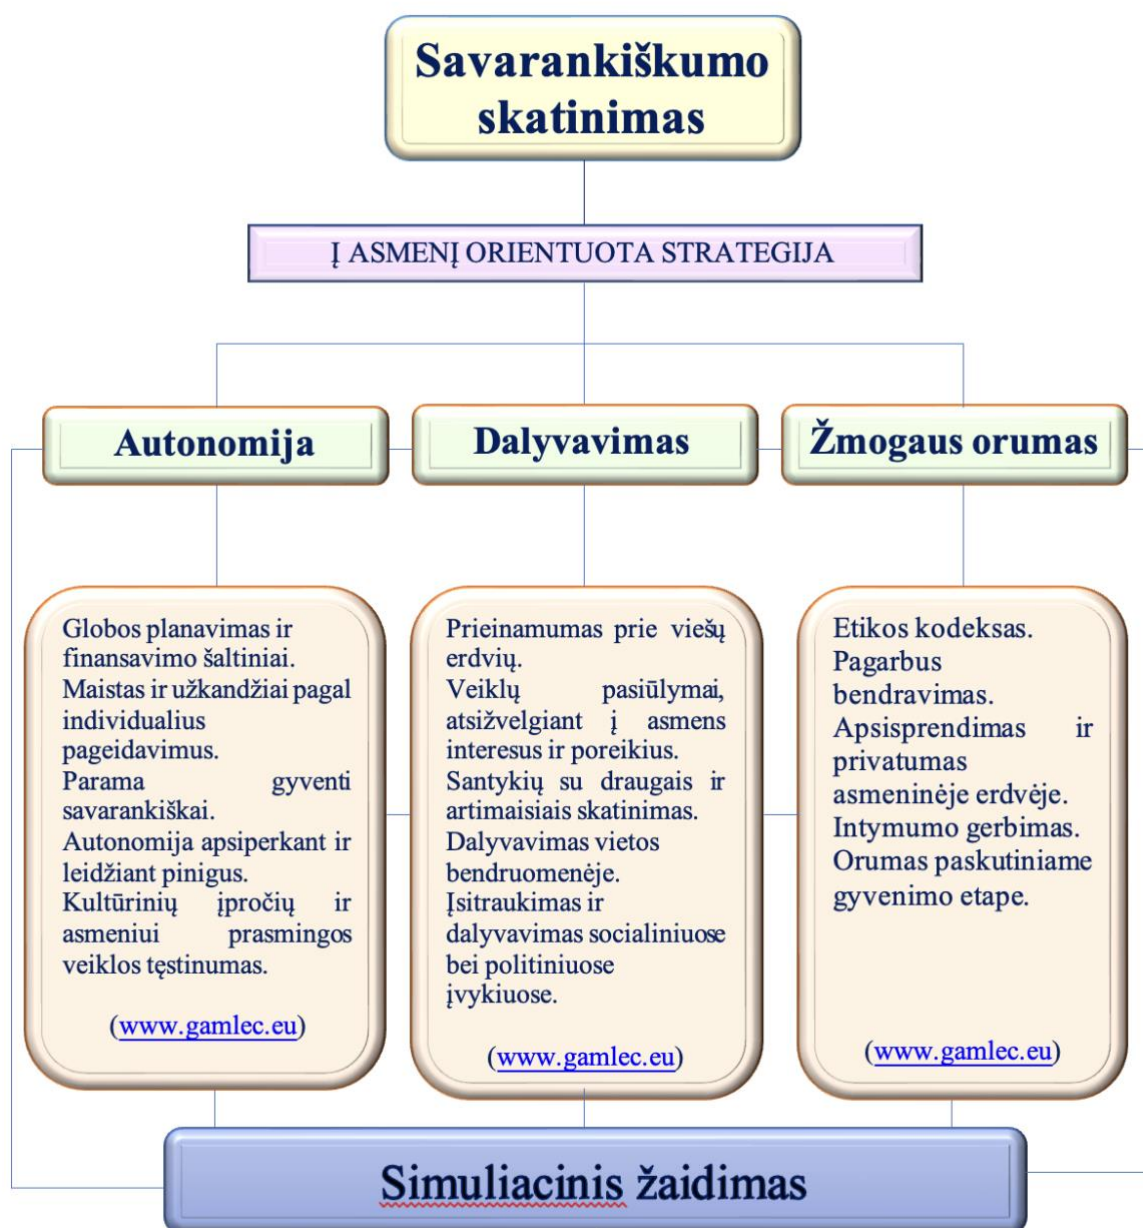 Savarankiškumo
skatinimas
Į ASMENĮ ORIENTUOTA STRATEGIJA
Autonomija
Dalyvavimas
Žmogaus orumas
Globos planavimas ir
finansavimo šaltiniai.
Maistas ir užkandžiai pagal
individualius
pageidavimus.
Parama gyventi
savarankiškai.
Autonomija apsiperkant ir
leidžiant pinigus.
Kultūrinių įpročių ir
asmeniui prasmingos
veiklos tęstinumas.
(www.gamlec.eu)
Prieinamumas prie viešų
erdvių.
Veiklų pasiūlymai,
atsižvelgiant į asmens
interesus ir poreikius.
Santykių su draugais ir
artimaisiais skatinimas.
Dalyvavimas vietos
bendruomenėje.
Įsitraukimas ir
dalyvavimas socialiniuose
bei politiniuose
įvykiuose.
(www.gamlec.eu)
Etikos kodeksas.
Pagarbus
bendravimas.
Apsisprendimas ir
privatumas
asmeninėje erdvėje.
Intymumo gerbimas.
Orumas paskutiniame
gyvenimo etape.
(www.gamlec.eu)
Simuliacinis žaidimas